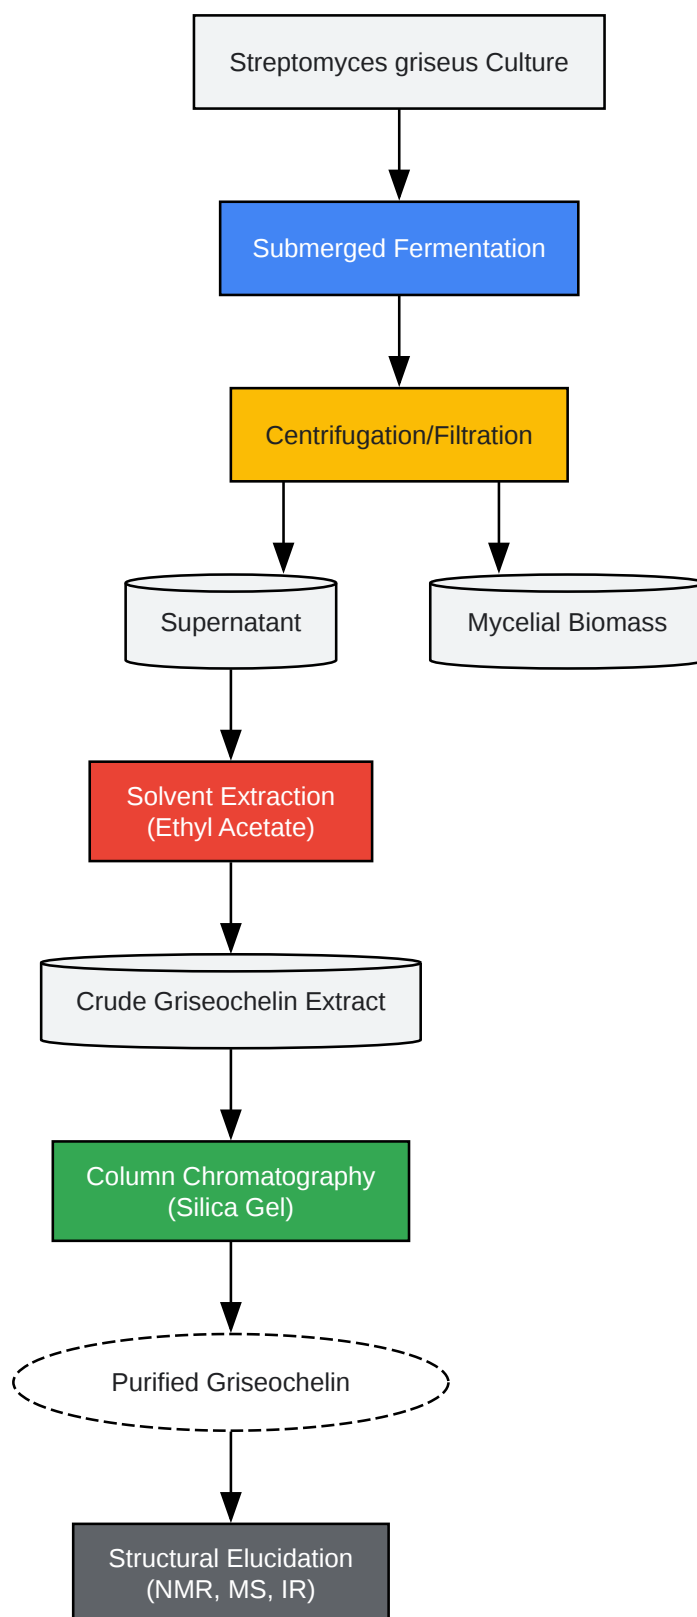 Streptomyces griseus Culture
Submerged Fermentation
Centrifugation/Filtration
Supernatant
Mycelial Biomass
Solvent Extraction
(Ethyl Acetate)
Crude Griseochelin Extract
Column Chromatography
(Silica Gel)
Purified Griseochelin
Structural Elucidation
(NMR, MS, IR)